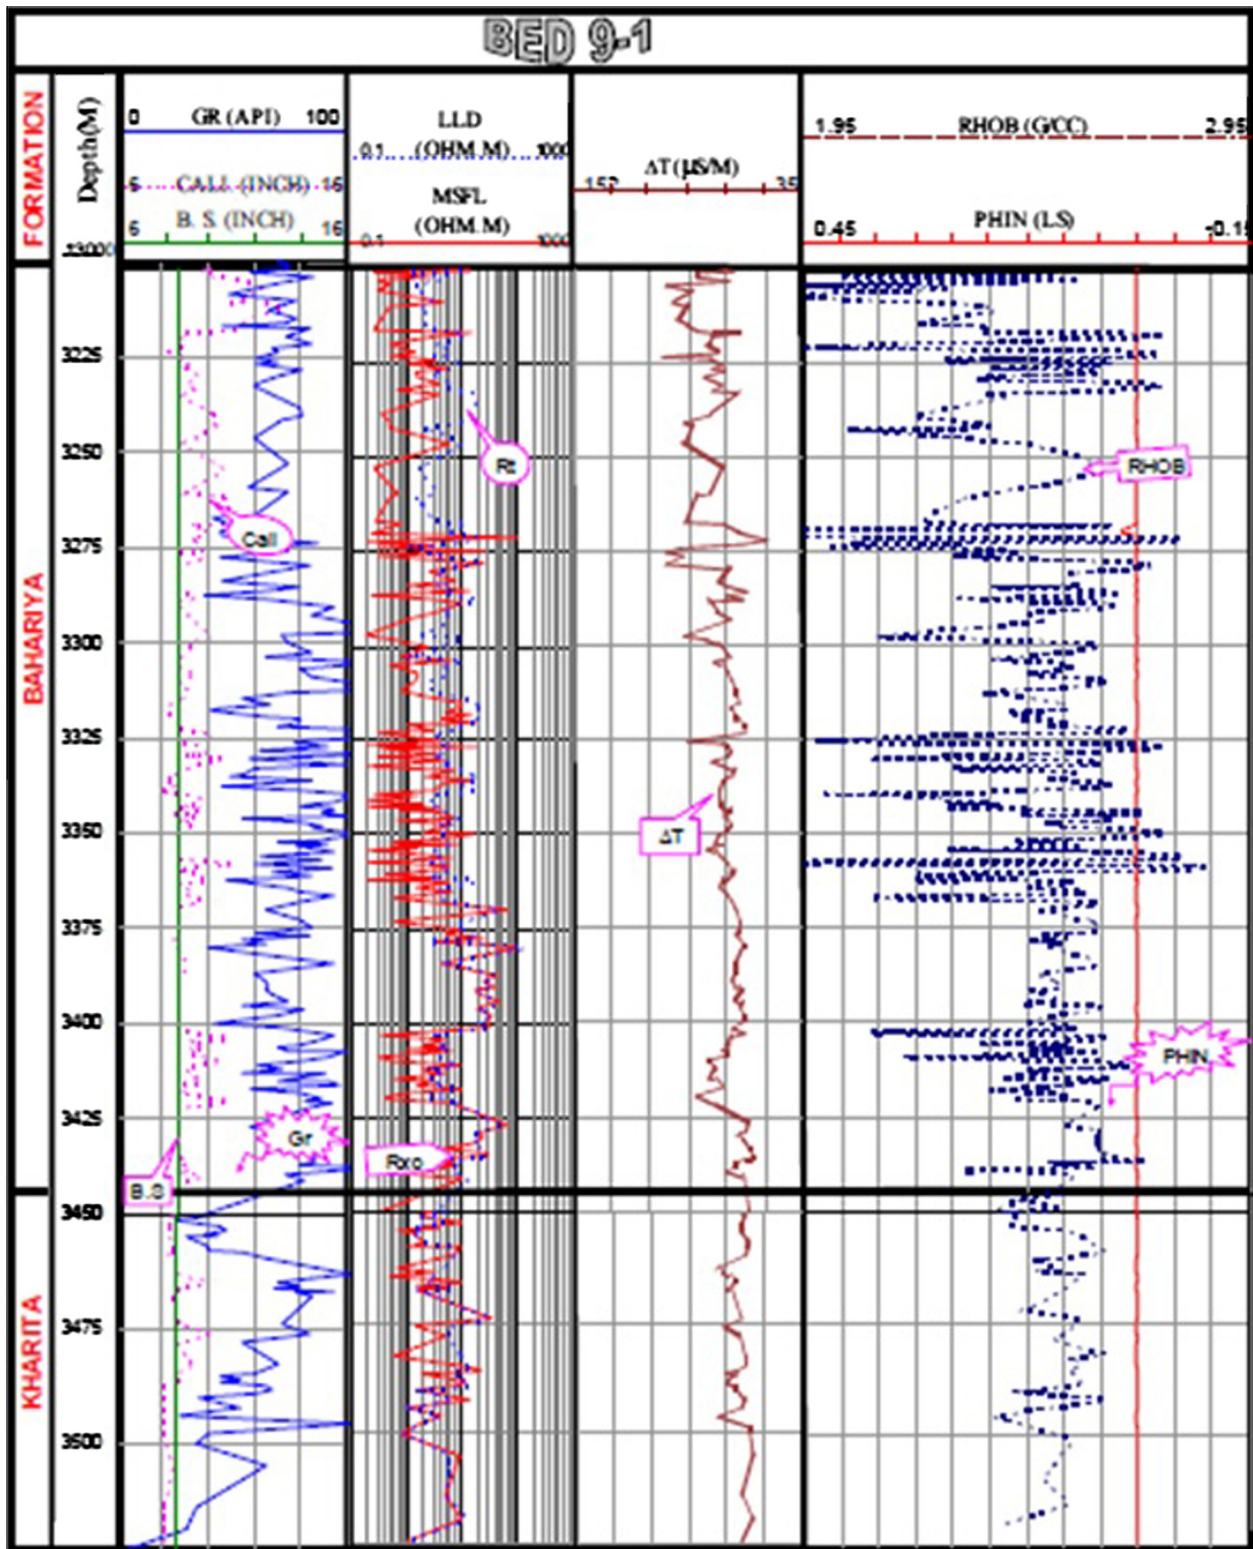 BED 9-1
FORMATION
Depth(M)
0 GR (API) 100
CALI. (INCH) 16
B. S. (INCH)
6 16
LLD
0.1 (OHM.M) 1000
MSFL
(OHM.M)
0.1 1000
ΔT (μS/M)
152 35
1.95 RHOB (G/CC) 2.95
PHIN (LS)
0.45 -0.15
BAHARIYA
3225
3250
Rt
RHOB
Call
3275
3300
3325
3350
ΔT
3375
3400
PHIN
3425
Gr
Rxo
B.S
3450
KHARITA
3475
3500